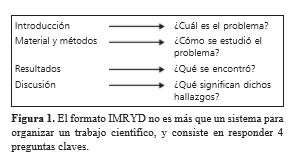 Introducción ¿Cuál es el problema?
Material y métodos ¿Cómo se estudió el
problema?
Resultados ¿Qué se encontró?
Discusión ¿Qué significan dichos
hallazgos?
Figura 1. El formato IMRYD no es más que un sistema para
organizar un trabajo científico, y consiste en responder 4
preguntas claves.